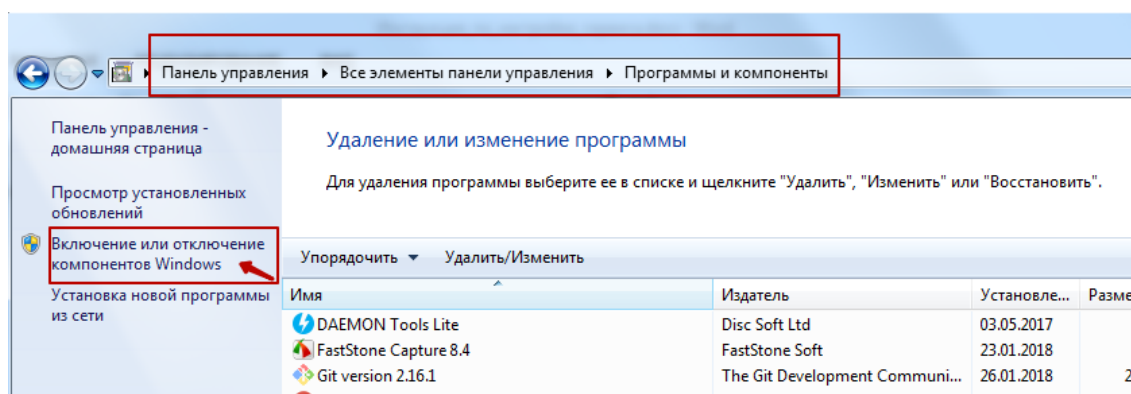 Панель управления ▸ Все элементы панели управления ▸ Программы и компоненты
Панель управления -
домашняя страница
Просмотр установленных
обновлений
Включение или отключение
компонентов Windows
Установка новой программы
из сети
Удаление или изменение программы
Для удаления программы выберите ее в списке и щелкните "Удалить", "Изменить" или "Восстановить".
Упорядочить ▾ Удалить/Изменить
Имя Издатель Установле... Разме
DAEMON Tools Lite Disc Soft Ltd 03.05.2017
FastStone Capture 8.4 FastStone Soft 23.01.2018
Git version 2.16.1 The Git Development Communi... 26.01.2018 2